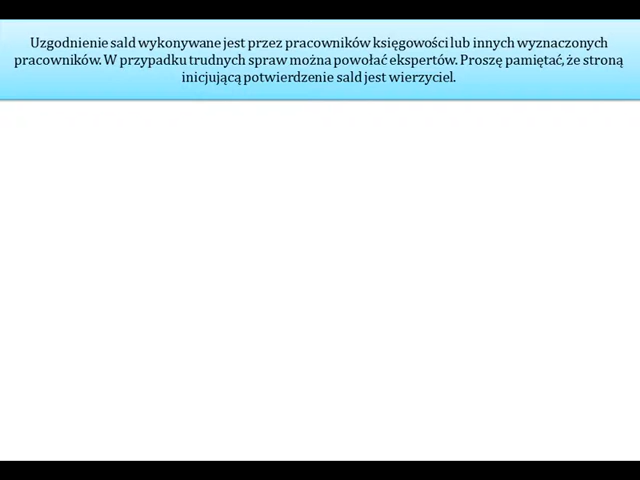 Uzgodnienie sald wykonywane jest przez pracowników księgowości lub innych wyznaczonych
pracowników. W przypadku trudnych spraw można powołać ekspertów. Proszę pamiętać, że stroną
inicjującą potwierdzenie sald jest wierzyciel.